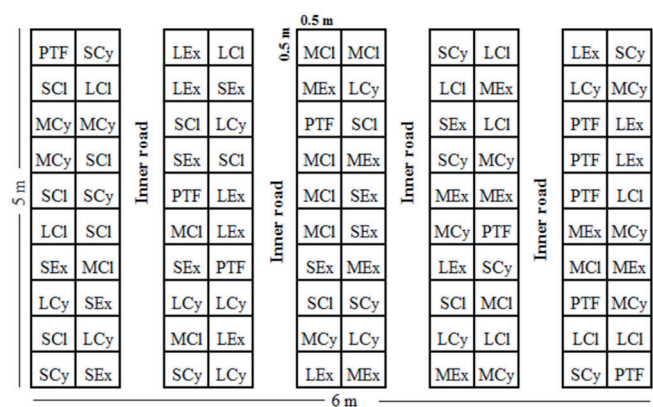 0.5 m
0.5 m
PTF SCy LEx LCl MCl MCl SCy LCl LEx SCy
SCl LCl LEx SEx MEx LCy LCl MEx LCy MCy
MCy MCy SCl LCy PTF SCl SEx LCl PTF LEx
MCy SCl SEx SCl MCl MEx SCy MCy PTF LEx
SCl SCy PTF LEx MCl SEx MEx MEx PTF LCl
LCl SCl MCl LEx MCl SEx MCy PTF MEx MCy
SEx MCl SEx PTF SEx MEx LEx SCy MCl MEx
LCy SEx LCy LCy SCl SCy SCl MCl PTF MCy
SCl LCy MCl LEx MCy LCy LCy LCl LCl LCl
SCy SEx SCy LCy LEx MEx MEx MCy SCy PTF
5 m
Inner road
Inner road
Inner road
Inner road
6 m